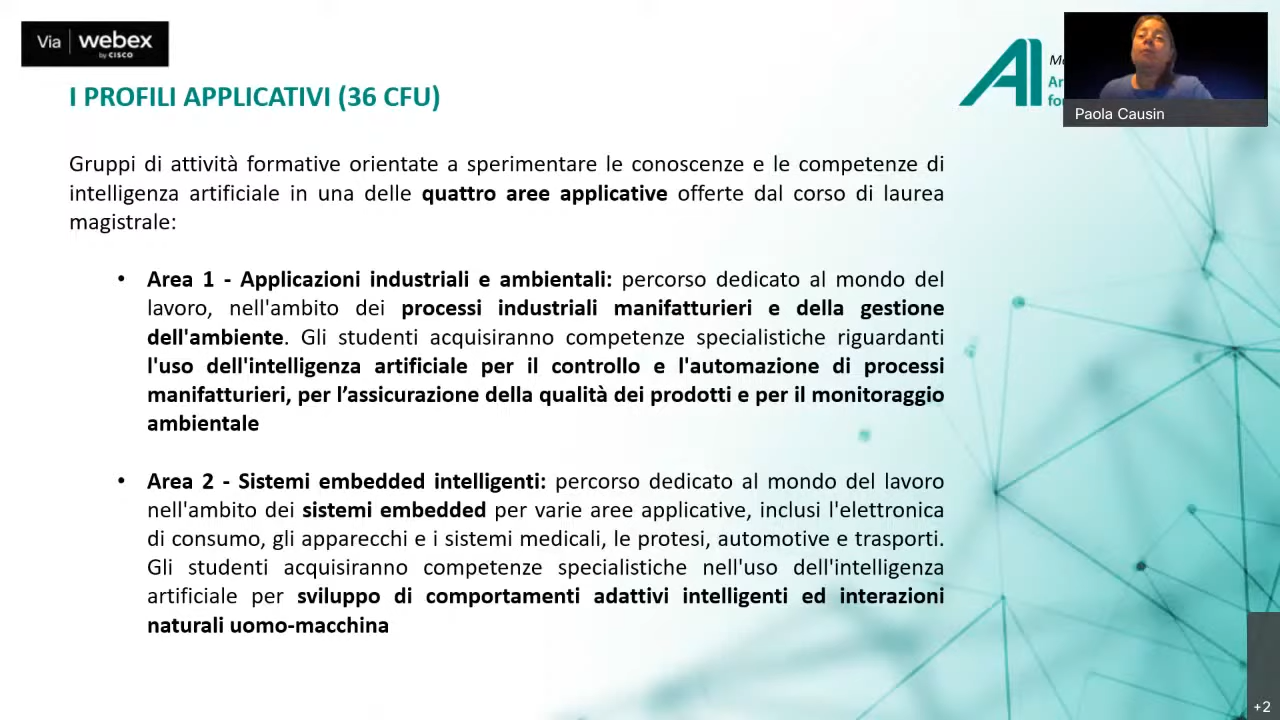 Via | webex
by CISCO
I PROFILI APPLICATIVI (36 CFU)
AI
Ar
Paola Causin
Gruppi di attività formative orientate a sperimentare le conoscenze e le competenze di
intelligenza artificiale in una delle quattro aree applicative offerte dal corso di laurea
magistrale:
• Area 1 - Applicazioni industriali e ambientali: percorso dedicato al mondo del
lavoro, nell'ambito dei processi industriali manifatturieri e della gestione
dell'ambiente. Gli studenti acquisiranno competenze specialistiche riguardanti
l'uso dell'intelligenza artificiale per il controllo e l'automazione di processi
manifatturieri, per l’assicurazione della qualità dei prodotti e per il monitoraggio
ambientale
• Area 2 - Sistemi embedded intelligenti: percorso dedicato al mondo del lavoro
nell'ambito dei sistemi embedded per varie aree applicative, inclusi l'elettronica
di consumo, gli apparecchi e i sistemi medicali, le protesi, automotive e trasporti.
Gli studenti acquisiranno competenze specialistiche nell'uso dell'intelligenza
artificiale per sviluppo di comportamenti adattivi intelligenti ed interazioni
naturali uomo-macchina
+2